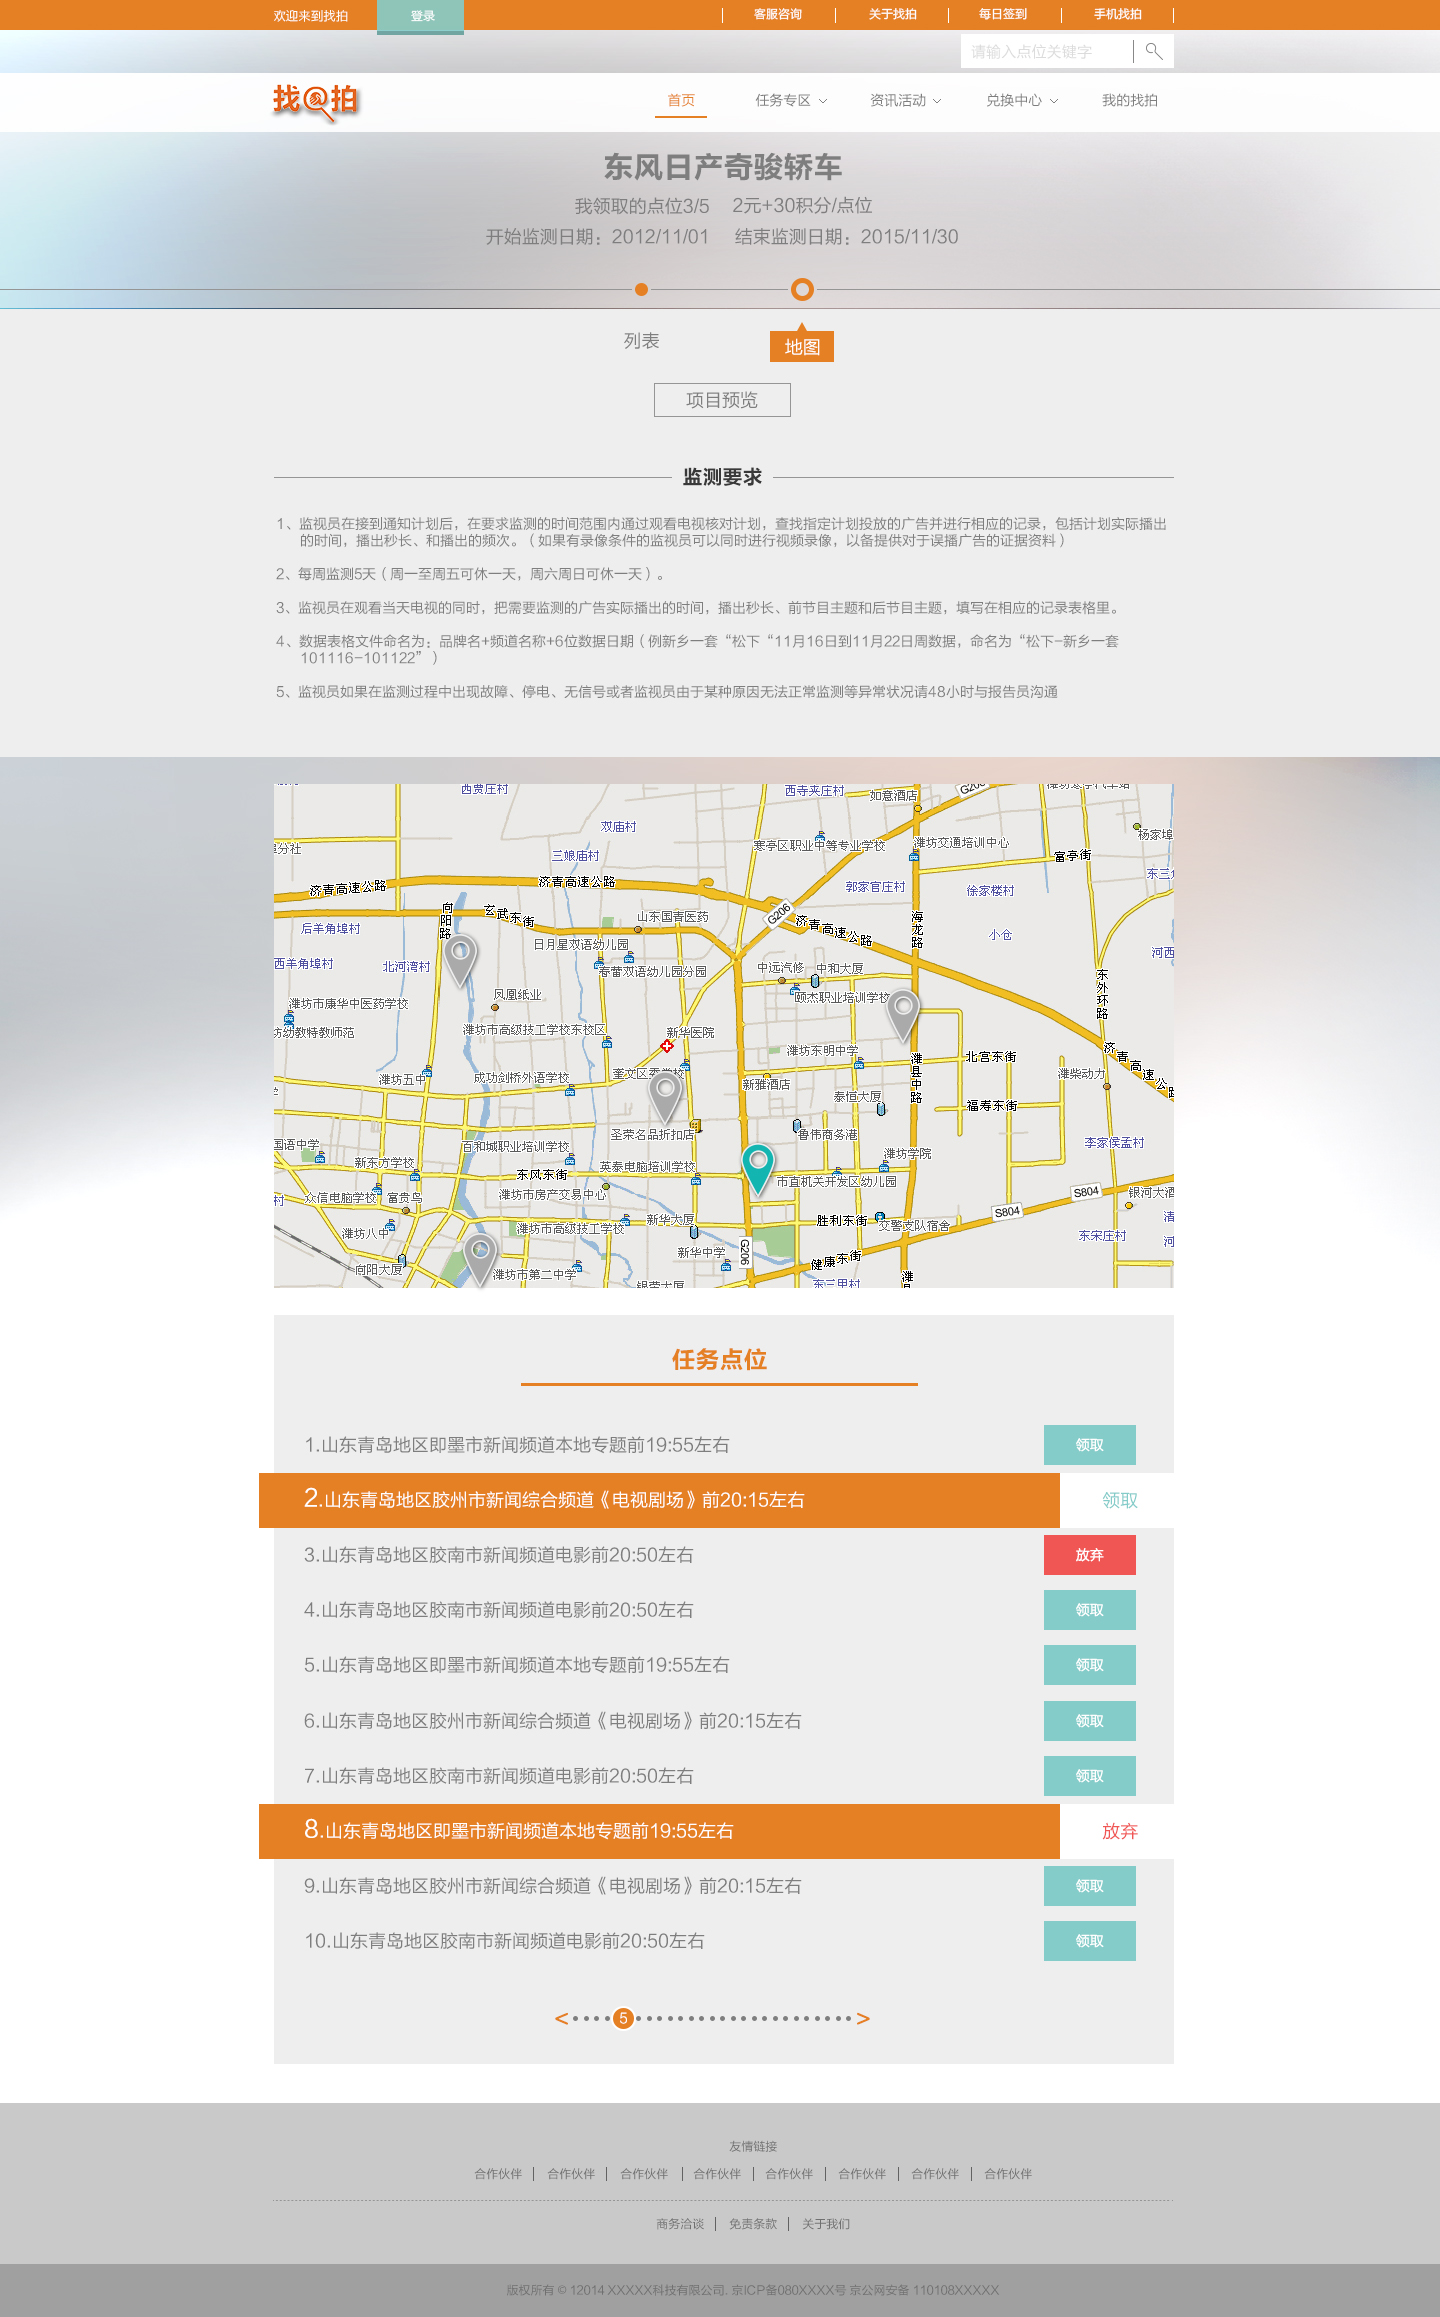 欢迎来到找拍 登录 客服咨询 关于找拍 每日签到 手机找拍
请输入点位关键字
找@拍 首页 任务专区 资讯活动 兑换中心 我的找拍
东风日产奇骏轿车
我领取的点位3/5 2元+30积分/点位
开始监测日期：2012/11/01 结束监测日期：2015/11/30
列表 地图
项目预览
监测要求
1、监视员在接到通知计划后，在要求监测的时间范围内通过观看电视核对计划，查找指定计划投放的广告并进行相应的记录，包括计划实际播出
的时间，播出秒长、和播出的频次。（如果有录像条件的监视员可以同时进行视频录像，以备提供对于误播广告的证据资料）
2、每周监测5天（周一至周五可休一天，周六周日可休一天）。
3、监视员在观看当天电视的同时，把需要监测的广告实际播出的时间，播出秒长、前节目主题和后节目主题，填写在相应的记录表格里。
4、数据表格文件命名为：品牌名+频道名称+6位数据日期（例新乡一套“松下“11月16日到11月22日周数据，命名为“松下-新乡一套
101116-101122”）
5、监视员如果在监测过程中出现故障、停电、无信号或者监视员由于某种原因无法正常监测等异常状况请48小时与报告员沟通
西贾庄村 西寺夹庄村 如意酒店 G206
双庙村 杨家埠
寒亭区职业中等专业学校 潍坊交通培训中心
分社 三娘庙村 富亭街
济青高速公路 济青高速公路 郭家官庄村 徐家楼村 东三
向阳路 玄武东街 山东国青医药 G206 济青高速公路 海龙路
后羊角埠村 小仓
日月星双语幼儿园 河西
西羊角埠村 北河湾村 春蕾双语幼儿园分园 中远汽修 中和大厦 东外环路
潍坊市康华中医药学校 凤凰纸业 颐杰职业培训学校
坊幼教特教师范 潍坊市高级技工学校东校区 新华医院
潍坊东明中学 北宫东街 济青高速公路
潍坊五中 成功剑桥外语学校 新雅酒店 潍县中路 潍柴动力
泰恒大厦 福寿东街
国语中学 百和城职业培训学校 圣荣名品折扣店 鲁伟商务港 李家侯孟村
新东方学校 东风东街 英泰电脑培训学校 潍坊学院
众信电脑学校 富贵鸟 潍坊市房产交易中心 市直机关开发区幼儿园 S804 银河大酒
潍坊八中 潍坊市高级技工学校 新华大厦 胜利东街 交警支队宿舍 S804 清
向阳大厦 新华中学 G206 健康东街 东宋庄村 河
潍坊市第二中学 银荣大厦 东三里村
任务点位
1.山东青岛地区即墨市新闻频道本地专题前19:55左右 领取
2.山东青岛地区胶州市新闻综合频道《电视剧场》前20:15左右 领取
3.山东青岛地区胶南市新闻频道电影前20:50左右 放弃
4.山东青岛地区胶南市新闻频道电影前20:50左右 领取
5.山东青岛地区即墨市新闻频道本地专题前19:55左右 领取
6.山东青岛地区胶州市新闻综合频道《电视剧场》前20:15左右 领取
7.山东青岛地区胶南市新闻频道电影前20:50左右 领取
8.山东青岛地区即墨市新闻频道本地专题前19:55左右 放弃
9.山东青岛地区胶州市新闻综合频道《电视剧场》前20:15左右 领取
10.山东青岛地区胶南市新闻频道电影前20:50左右 领取
< 5 >
友情链接
合作伙伴 合作伙伴 合作伙伴 合作伙伴 合作伙伴 合作伙伴 合作伙伴 合作伙伴
商务洽谈 免责条款 关于我们
版权所有 © 12014 XXXXX科技有限公司. 京ICP备080XXXX号 京公网安备 110108XXXXX